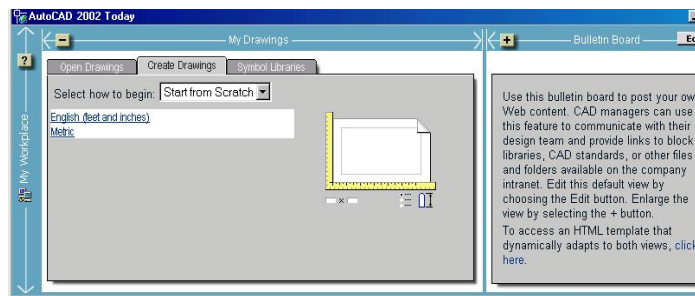 AutoCAD 2002 Today
My Drawings
Bulletin Board
Open Drawings
Create Drawings
Symbol Libraries
Select how to begin: Start from Scratch
English (feet and inches)
Metric
My Workplace
Use this bulletin board to post your ow
Web content. CAD managers can use
this feature to communicate with their
design team and provide links to block
libraries, CAD standards, or other files
and folders available on the company
intranet. Edit this default view by
choosing the Edit button. Enlarge the
view by selecting the + button.
To access an HTML template that
dynamically adapts to both views, click
here.